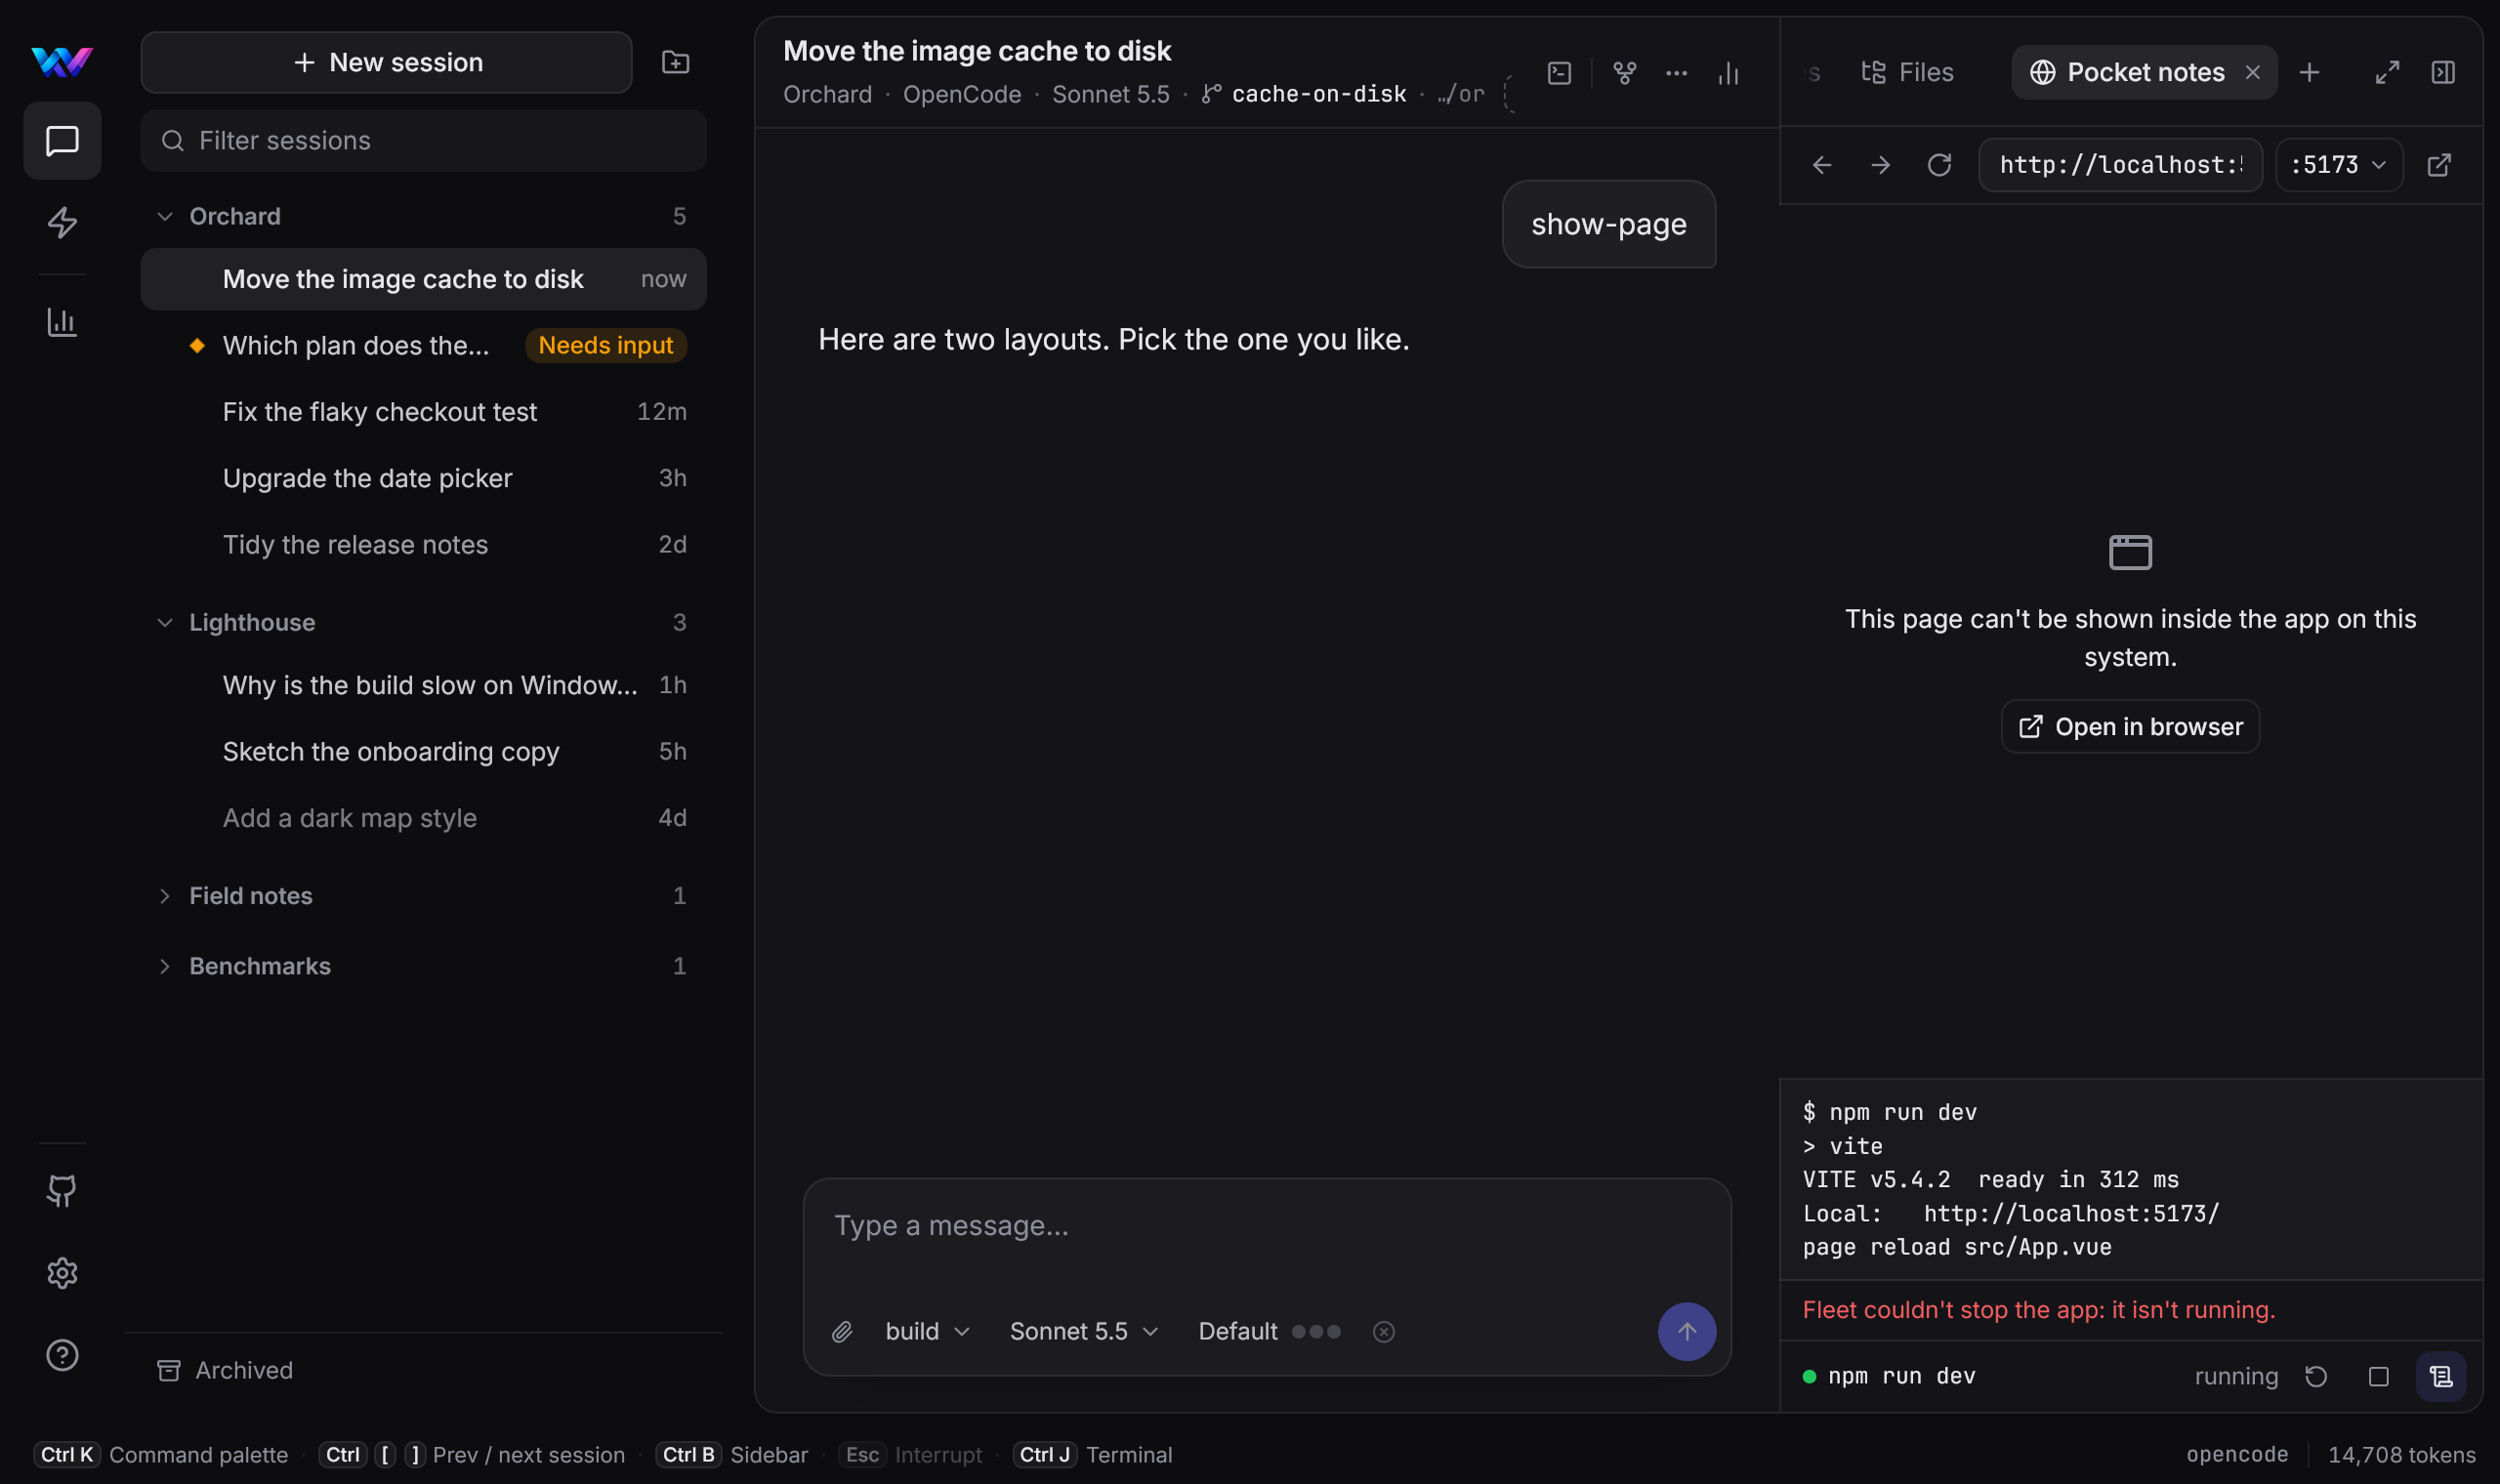 New session
Filter sessions
Orchard 5
Move the image cache to disk now
Which plan does the... Needs input
Fix the flaky checkout test 12m
Upgrade the date picker 3h
Tidy the release notes 2d
Lighthouse 3
Why is the build slow on Window... 1h
Sketch the onboarding copy 5h
Add a dark map style 4d
Field notes 1
Benchmarks 1
Archived
Move the image cache to disk
Orchard · OpenCode · Sonnet 5.5 · cache-on-disk · …/or
show-page
Here are two layouts. Pick the one you like.
Type a message...
build Sonnet 5.5 Default
Files Pocket notes
http://localhost: :5173
This page can't be shown inside the app on this
system.
Open in browser
$ npm run dev
> vite
VITE v5.4.2 ready in 312 ms
Local: http://localhost:5173/
page reload src/App.vue
Fleet couldn't stop the app: it isn't running.
npm run dev running
Ctrl K Command palette · Ctrl [ ] Prev / next session · Ctrl B Sidebar · Esc Interrupt · Ctrl J Terminal
opencode 14,708 tokens